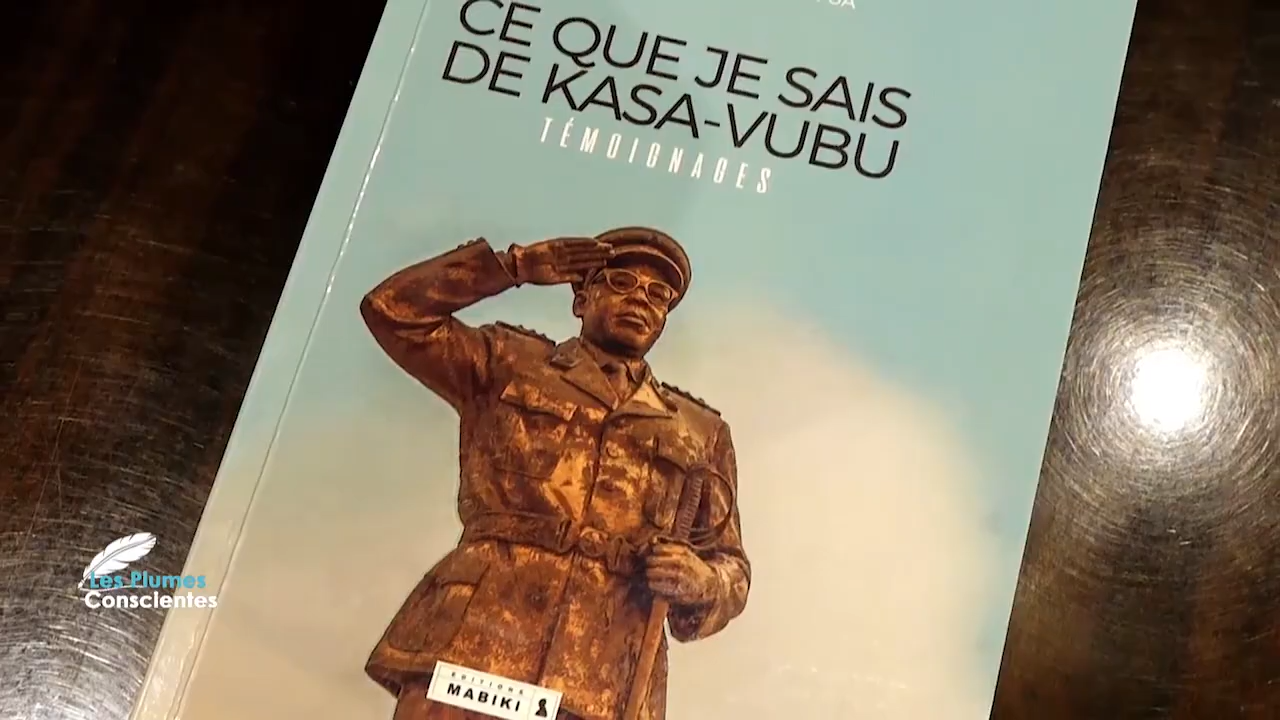 CE QUE JE SAIS
DE KASA-VUBU
TÉMOIGNAGES
EDITIONS
MABIKI
Les Plumes
Conscientes